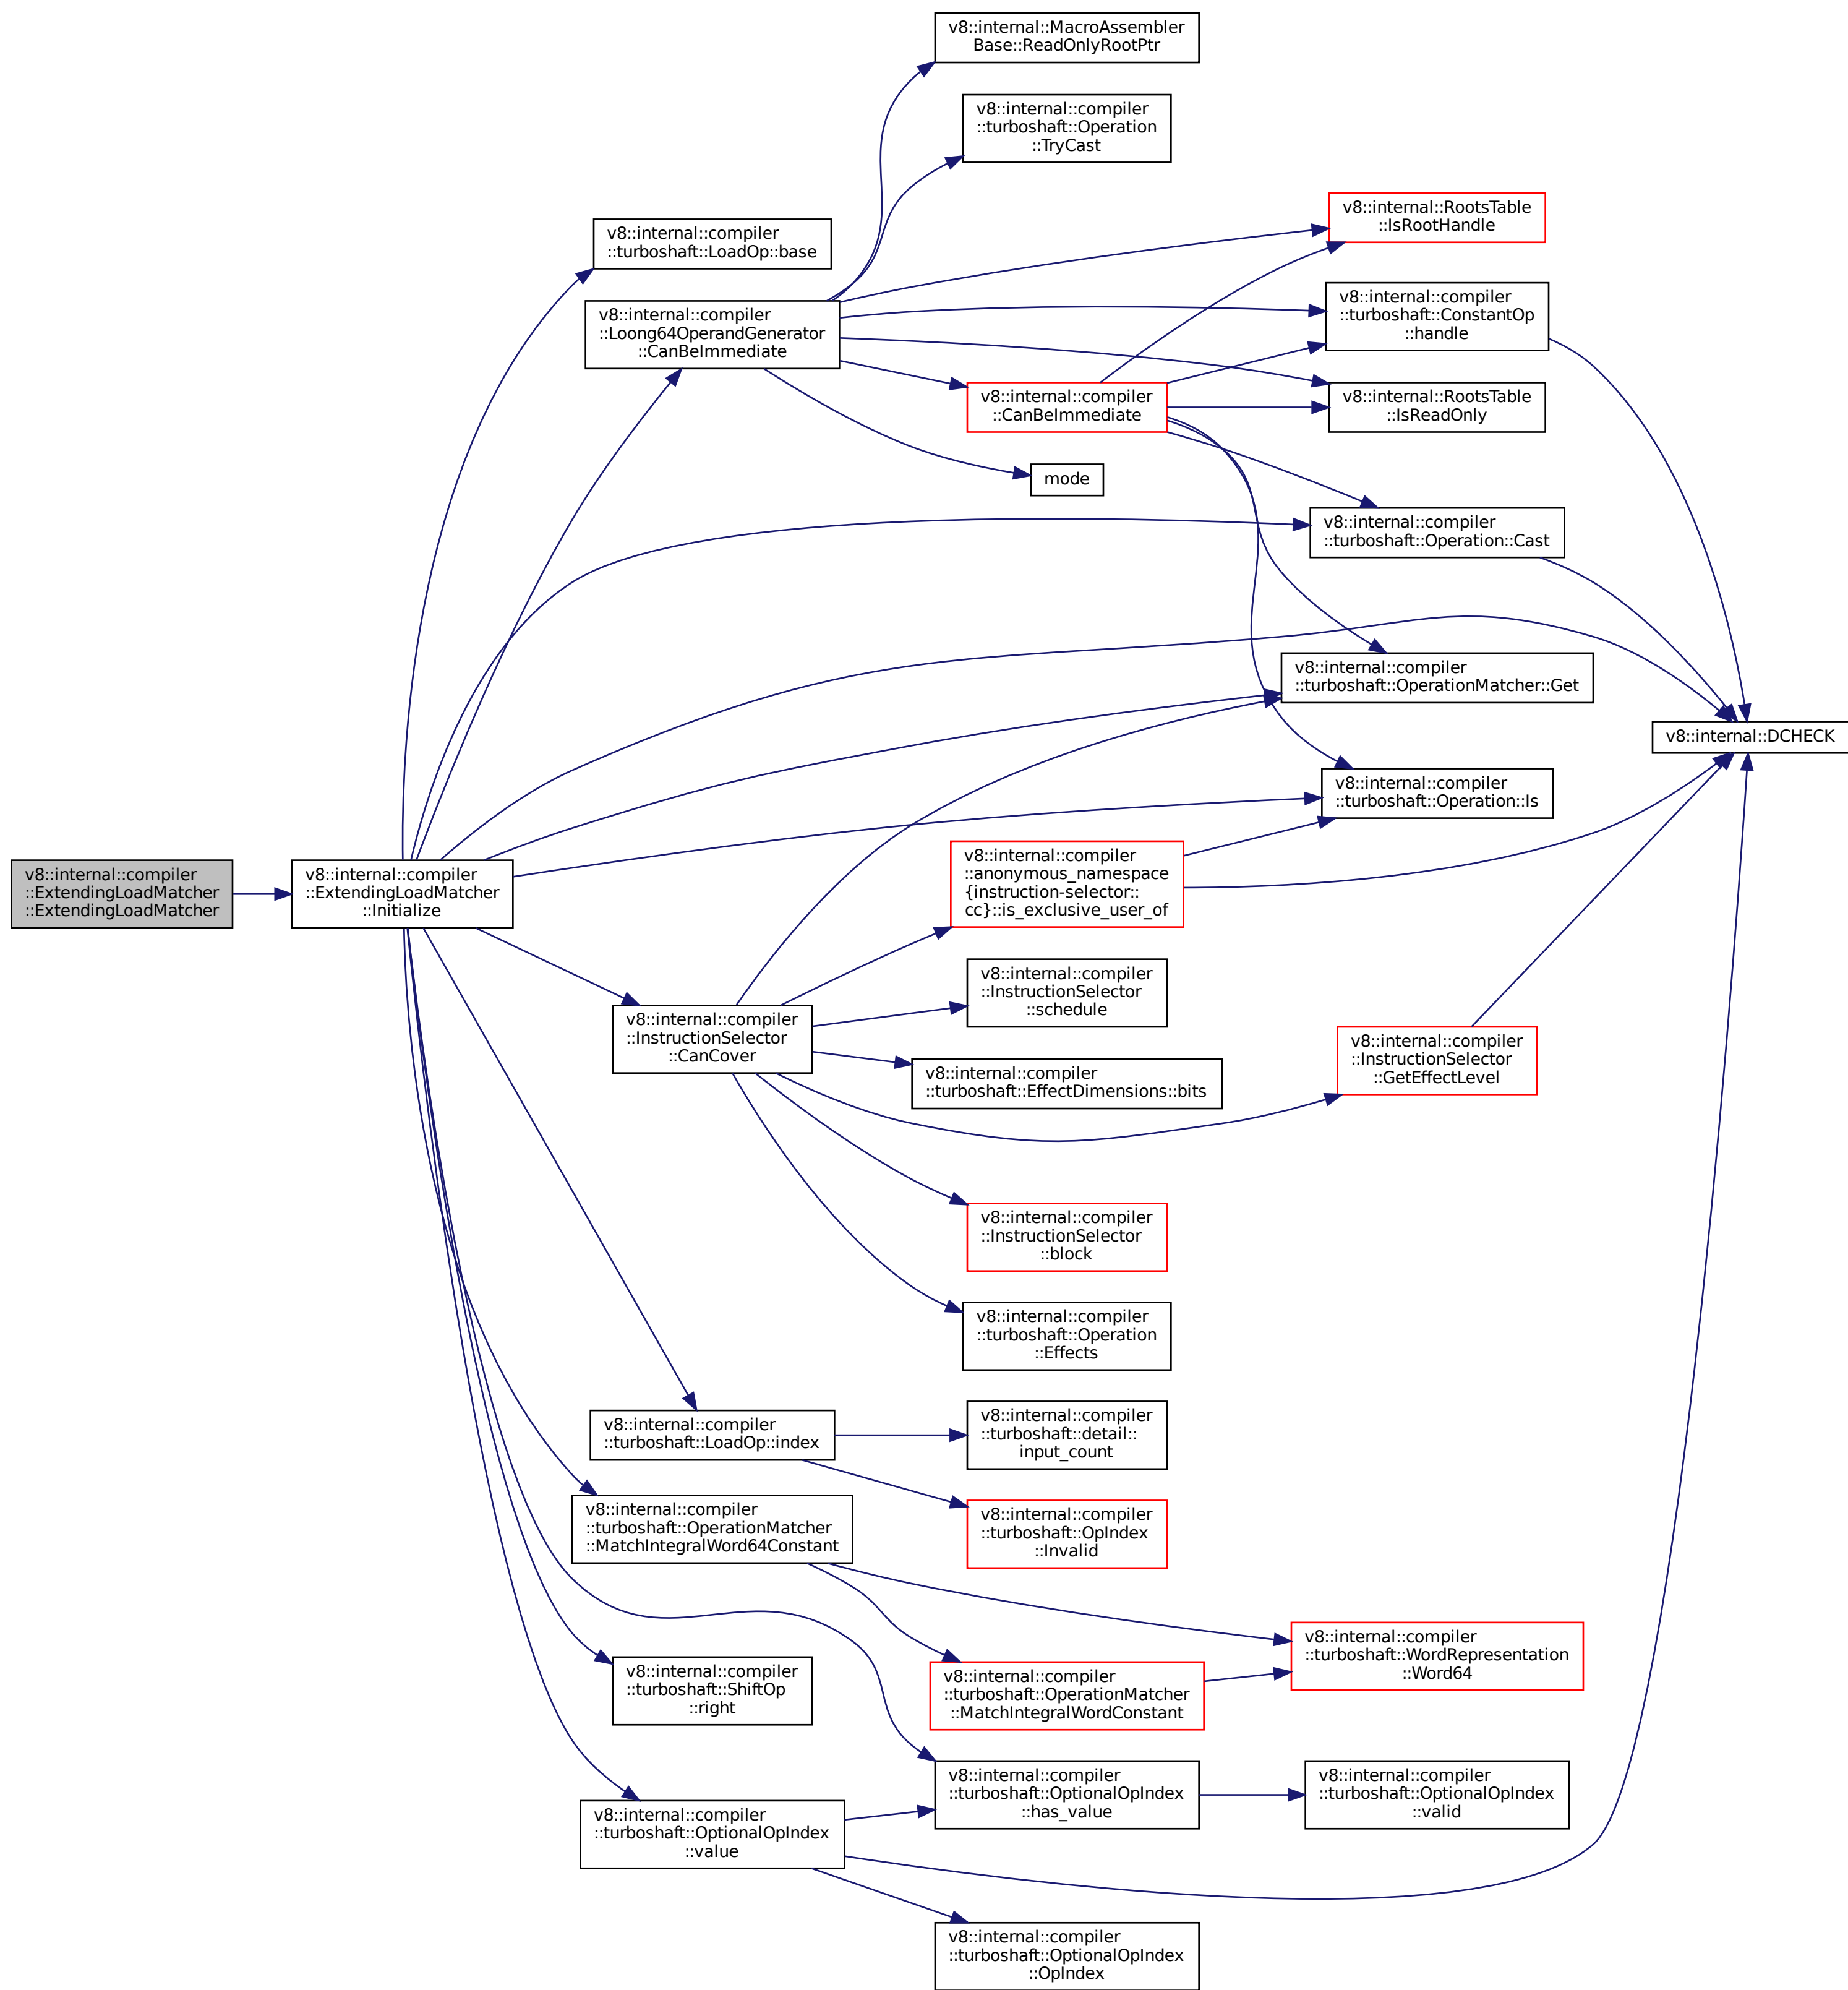 v8::internal::MacroAssembler
Base::ReadOnlyRootPtr
v8::internal::compiler
::turboshaft::Operation
::TryCast
v8::internal::RootsTable
::IsRootHandle
v8::internal::compiler
::turboshaft::LoadOp::base
v8::internal::compiler
::turboshaft::ConstantOp
::handle
v8::internal::compiler
::Loong64OperandGenerator
::CanBeImmediate
v8::internal::compiler
::CanBeImmediate
v8::internal::RootsTable
::IsReadOnly
mode
v8::internal::compiler
::turboshaft::Operation::Cast
v8::internal::compiler
::turboshaft::OperationMatcher::Get
v8::internal::DCHECK
v8::internal::compiler
::turboshaft::Operation::Is
v8::internal::compiler
::ExtendingLoadMatcher
::ExtendingLoadMatcher
v8::internal::compiler
::ExtendingLoadMatcher
::Initialize
v8::internal::compiler
::anonymous_namespace
{instruction-selector::
cc}::is_exclusive_user_of
v8::internal::compiler
::InstructionSelector
::schedule
v8::internal::compiler
::InstructionSelector
::CanCover
v8::internal::compiler
::InstructionSelector
::GetEffectLevel
v8::internal::compiler
::turboshaft::EffectDimensions::bits
v8::internal::compiler
::InstructionSelector
::block
v8::internal::compiler
::turboshaft::Operation
::Effects
v8::internal::compiler
::turboshaft::LoadOp::index
v8::internal::compiler
::turboshaft::detail::
input_count
v8::internal::compiler
::turboshaft::OperationMatcher
::MatchIntegralWord64Constant
v8::internal::compiler
::turboshaft::OpIndex
::Invalid
v8::internal::compiler
::turboshaft::WordRepresentation
::Word64
v8::internal::compiler
::turboshaft::ShiftOp
::right
v8::internal::compiler
::turboshaft::OperationMatcher
::MatchIntegralWordConstant
v8::internal::compiler
::turboshaft::OptionalOpIndex
::has_value
v8::internal::compiler
::turboshaft::OptionalOpIndex
::valid
v8::internal::compiler
::turboshaft::OptionalOpIndex
::value
v8::internal::compiler
::turboshaft::OptionalOpIndex
::OpIndex